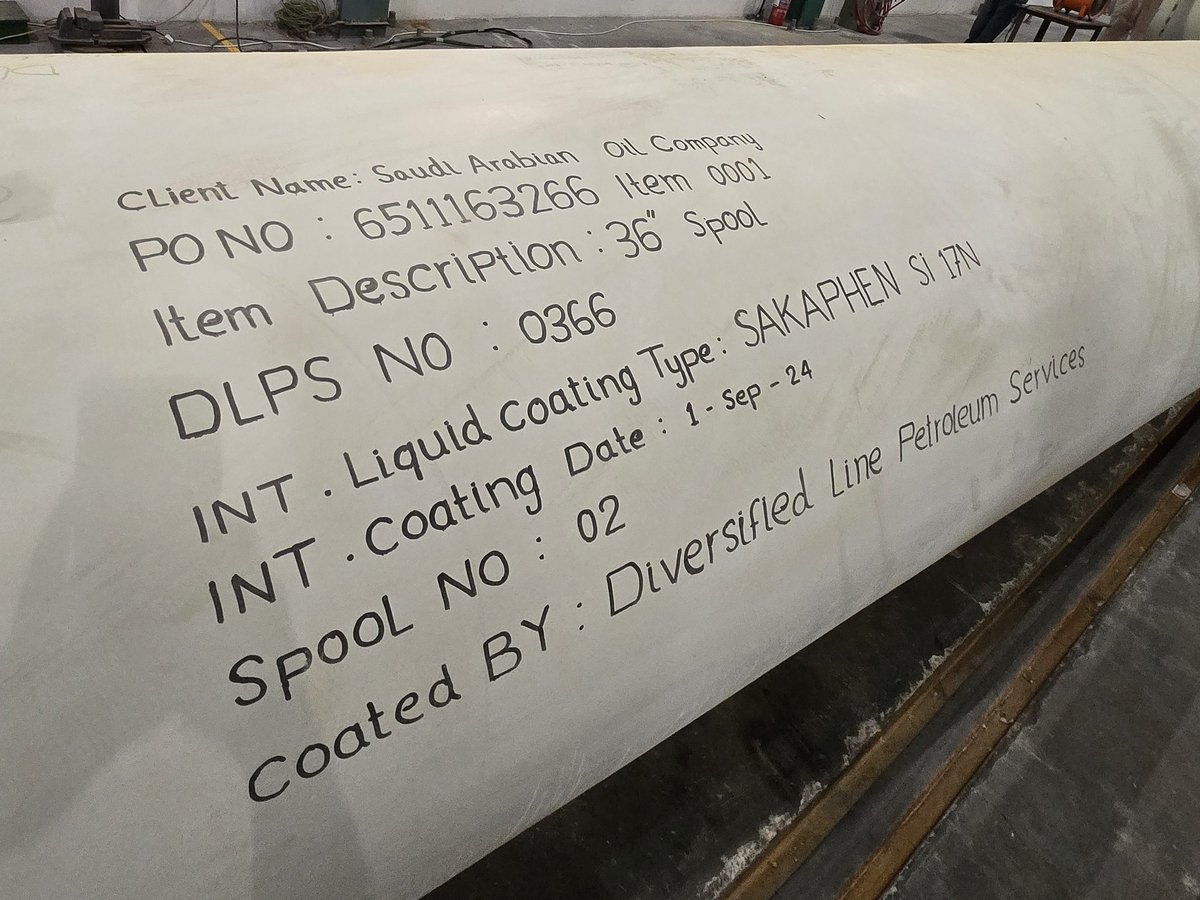 CLient Name: Saudi Arabian Oil Company
PO NO : 6511163266 Item 0001
Item Description : 36" Spool
DLPS NO : 0366
INT . Liquid coating Type: SAKAPHEN Si 17N
INT . coating Date : 1 - Sep - 24
SPOOL NO : 02
coated BY : Diversified Line Petroleum Services